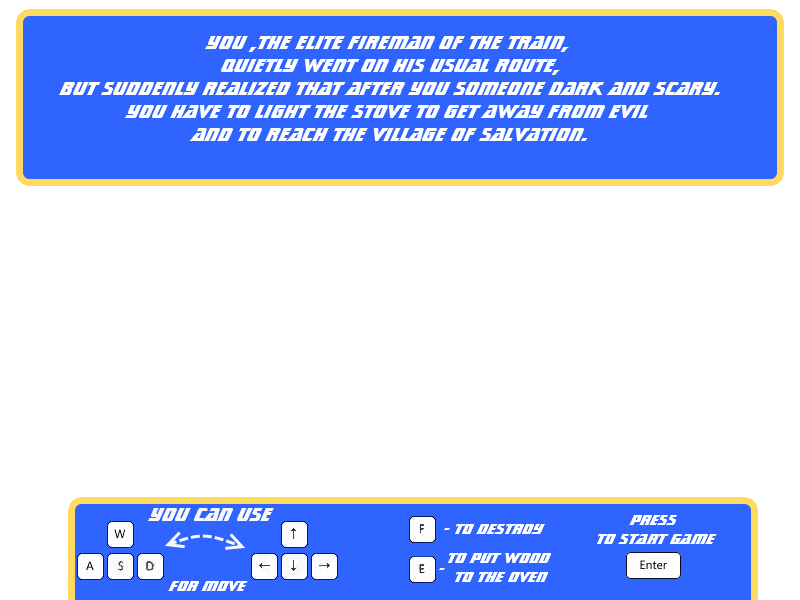 YOU ,THE ELITE FIREMAN OF THE TRAIN,
QUIETLY WENT ON HIS USUAL ROUTE,
BUT SUDDENLY REALIZED THAT AFTER YOU SOMEONE DARK AND SCARY.
YOU HAVE TO LIGHT THE STOVE TO GET AWAY FROM EVIL
AND TO REACH THE VILLAGE OF SALVATION.
YOU CAN USE
W
↑
A S D
← ↓ →
FOR MOVE
F - TO DESTROY
E - TO PUT WOOD
TO THE OVEN
PRESS
TO START GAME
Enter